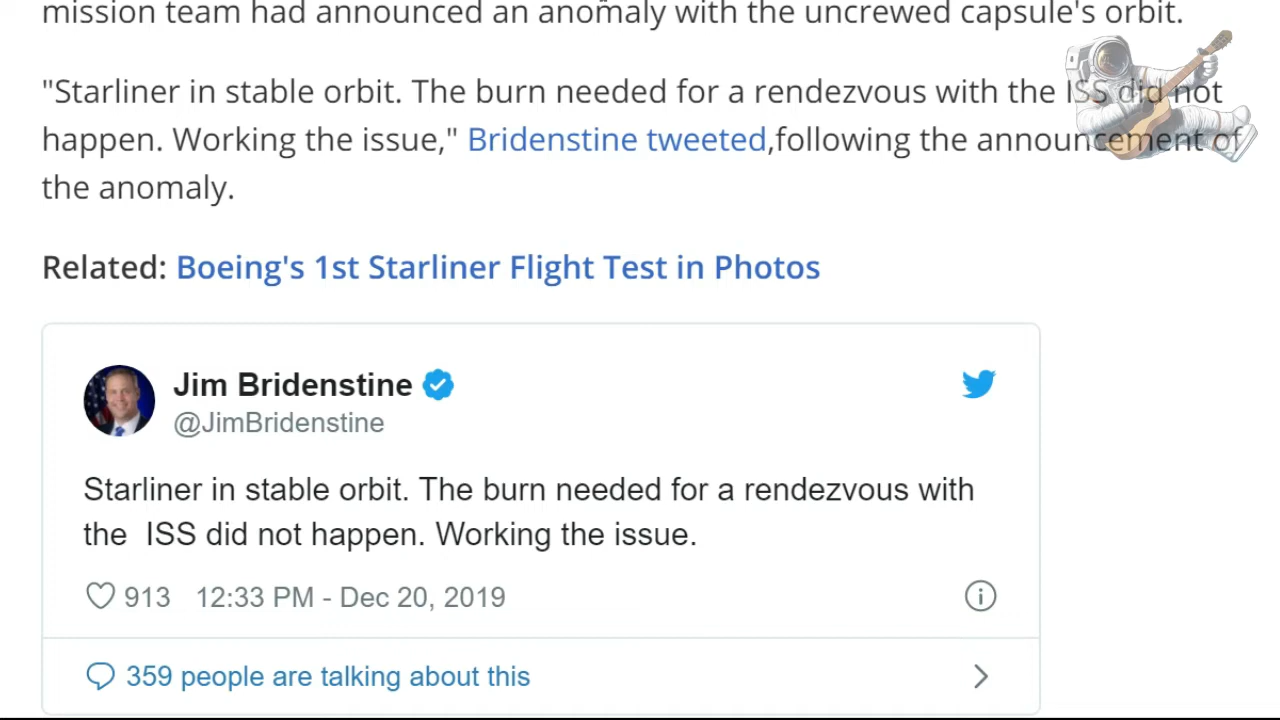 mission team had announced an anomaly with the uncrewed capsule's orbit.
"Starliner in stable orbit. The burn needed for a rendezvous with the ISS did not
happen. Working the issue," Bridenstine tweeted,following the announcement of
the anomaly.
Related: Boeing's 1st Starliner Flight Test in Photos
Jim Bridenstine
@JimBridenstine
Starliner in stable orbit. The burn needed for a rendezvous with
the  ISS did not happen. Working the issue.
913 12:33 PM - Dec 20, 2019
359 people are talking about this